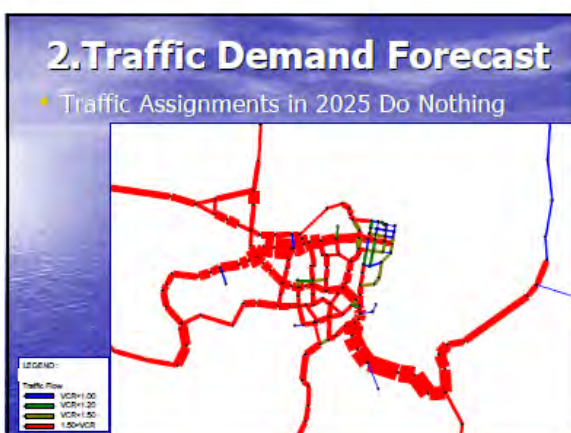 2.Traffic Demand Forecast
• Traffic Assignments in 2025 Do Nothing
LEGEND :
Traffic Flow
VCR<1.00
VCR<1.20
VCR<1.50
1.50<VCR